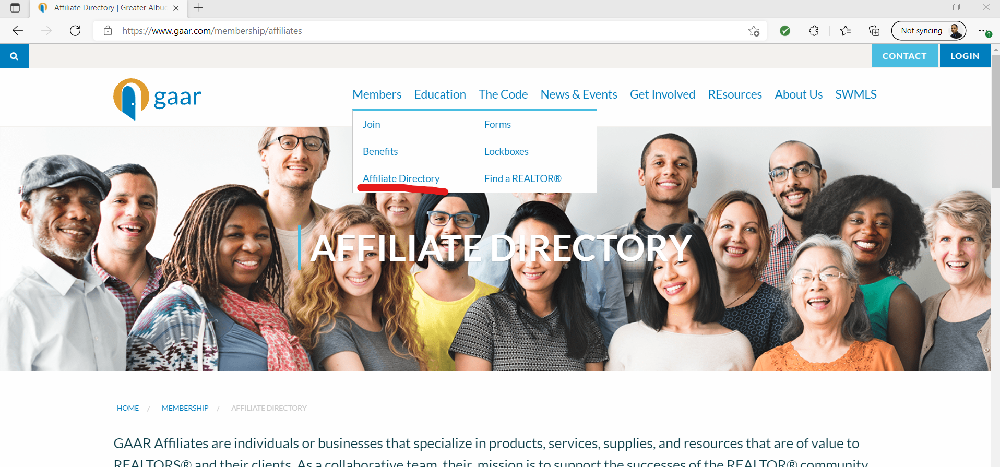 Affiliate Directory | Greater Albuc
https://www.gaar.com/membership/affiliates
Not syncing
CONTACT
LOGIN
gaar
Members Education The Code News & Events Get Involved REsources About Us SWMLS
Join Forms
Benefits Lockboxes
Affiliate Directory Find a REALTOR®
AFFILIATE DIRECTORY
HOME / MEMBERSHIP / AFFILIATE DIRECTORY
GAAR Affiliates are individuals or businesses that specialize in products, services, supplies, and resources that are of value to
REALTORS® and their clients. As a collaborative team, their mission is to support the successes of the REALTOR® community